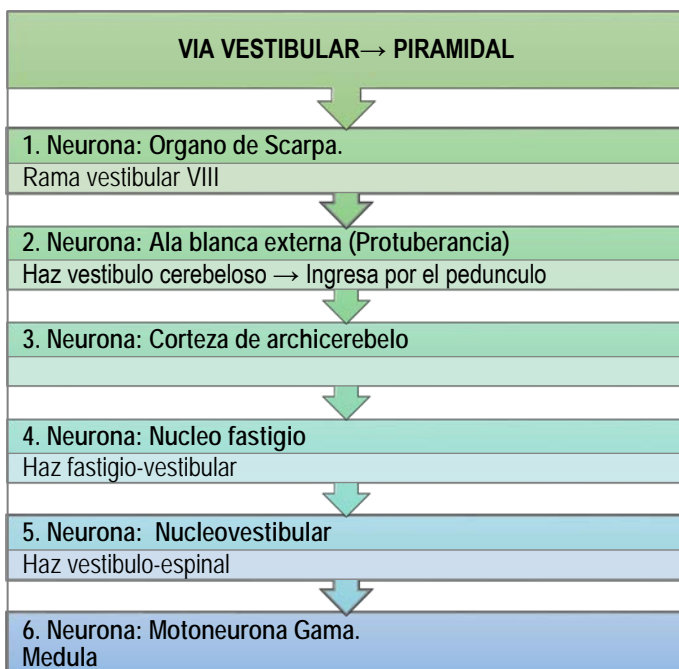 VIA VESTIBULAR→ PIRAMIDAL
1. Neurona: Organo de Scarpa.
Rama vestibular VIII
2. Neurona: Ala blanca externa (Protuberancia)
Haz vestibulo cerebeloso → Ingresa por el pedunculo
3. Neurona: Corteza de archicerebelo
4. Neurona: Nucleo fastigio
Haz fastigio-vestibular
5. Neurona: Nucleovestibular
Haz vestibulo-espinal
6. Neurona: Motoneurona Gama.
Medula